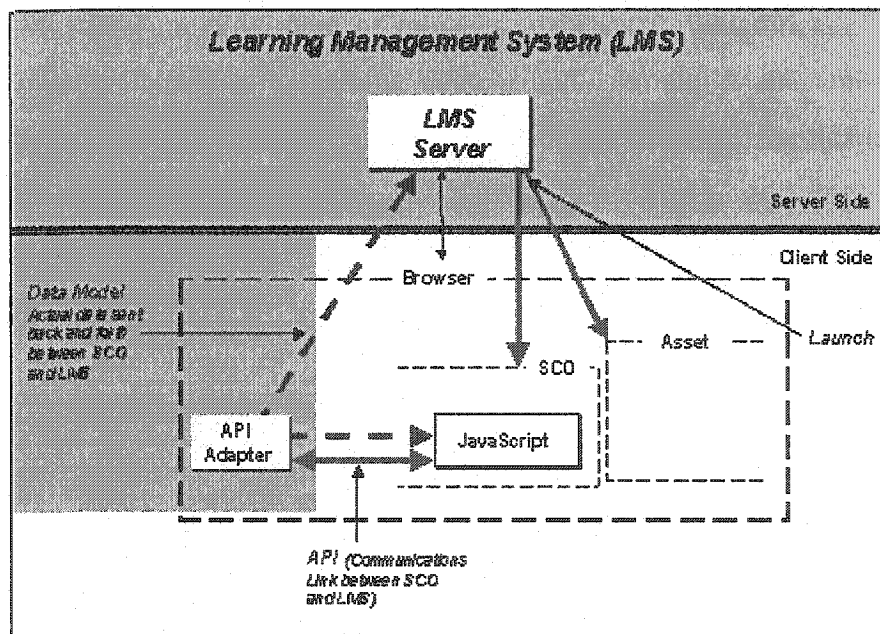 Learning Management System (LMS)
LMS
Server
Server Side
Client Side
Browser
Data Model
Actual data sent
back and forth
between SCO
and LMS
Launch
Asset
SCO
API
Adapter
JavaScript
API (Communications
Link between SCO
and LMS)